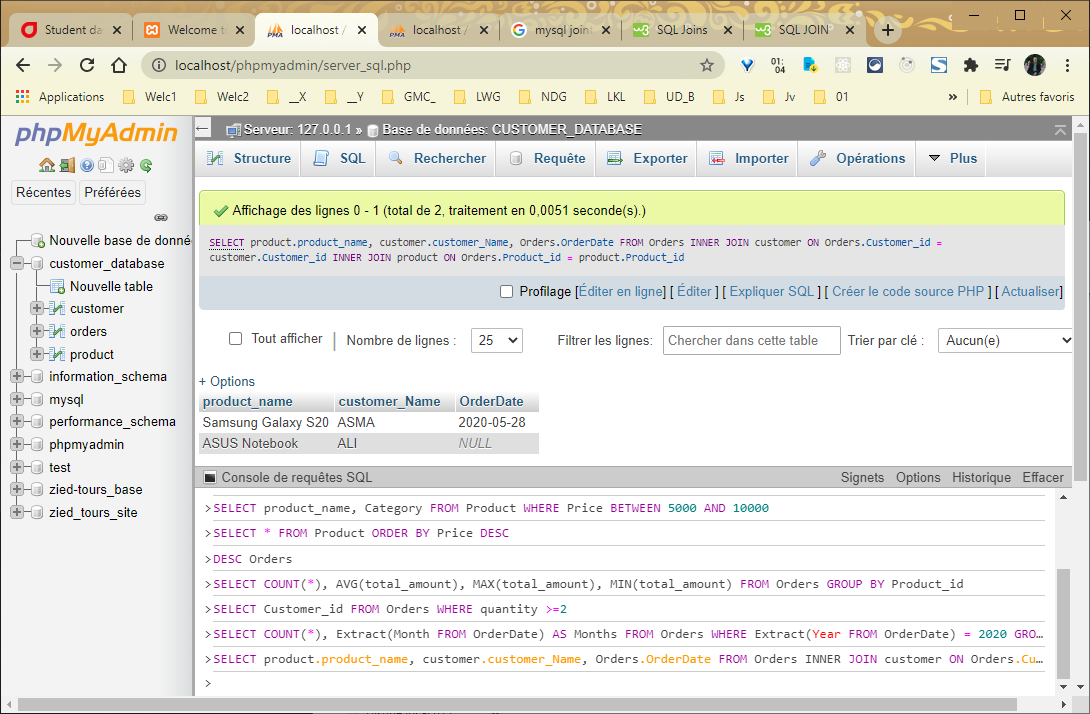 Student da
Welcome t
localhost /
localhost /
mysql join
SQL Joins
SQL JOIN
localhost/phpmyadmin/server_sql.php
01:
04
Applications
Welc1
Welc2
__X
__Y
GMC_
LWG
NDG
LKL
UD_B
Js
Jv
01
»
Autres favoris
phpMyAdmin
Récentes
Préférées
Nouvelle base de donné
customer_database
Nouvelle table
customer
orders
product
information_schema
mysql
performance_schema
phpmyadmin
test
zied-tours_base
zied_tours_site
Serveur: 127.0.0.1 » Base de données: CUSTOMER_DATABASE
Structure
SQL
Rechercher
Requête
Exporter
Importer
Opérations
Plus
Affichage des lignes 0 - 1 (total de 2, traitement en 0,0051 seconde(s).)
SELECT product.product_name, customer.customer_Name, Orders.OrderDate FROM Orders INNER JOIN customer ON Orders.Customer_id =
customer.Customer_id INNER JOIN product ON Orders.Product_id = product.Product_id
Profilage [Éditer en ligne] [ Éditer ] [ Expliquer SQL ] [ Créer le code source PHP ] [ Actualiser]
Tout afficher
Nombre de lignes :
25
Filtrer les lignes:
Chercher dans cette table
Trier par clé :
Aucun(e)
+ Options
product_name customer_Name OrderDate
Samsung Galaxy S20 ASMA 2020-05-28
ASUS Notebook ALI NULL
Console de requêtes SQL
Signets
Options
Historique
Effacer
>SELECT product_name, Category FROM Product WHERE Price BETWEEN 5000 AND 10000
>SELECT * FROM Product ORDER BY Price DESC
>DESC Orders
>SELECT COUNT(*), AVG(total_amount), MAX(total_amount), MIN(total_amount) FROM Orders GROUP BY Product_id
>SELECT Customer_id FROM Orders WHERE quantity >=2
>SELECT COUNT(*), Extract(Month FROM OrderDate) AS Months FROM Orders WHERE Extract(Year FROM OrderDate) = 2020 GRO…
>SELECT product.product_name, customer.customer_Name, Orders.OrderDate FROM Orders INNER JOIN customer ON Orders.Cu…
>